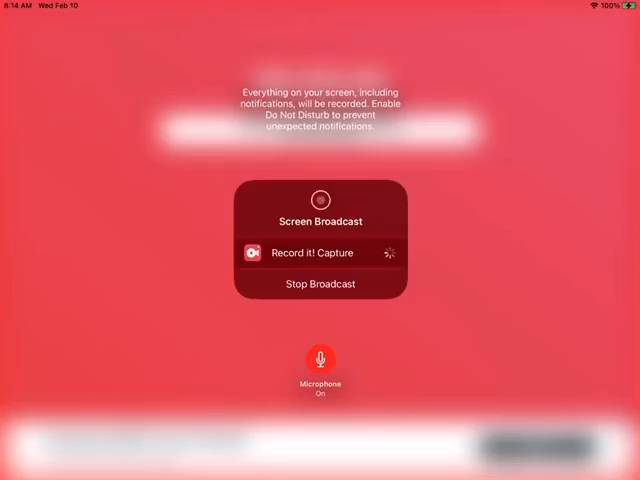 8:14 AM Wed Feb 10 100%
Everything on your screen, including
notifications, will be recorded. Enable
Do Not Disturb to prevent
unexpected notifications.
Screen Broadcast
Record it! Capture
Stop Broadcast
Microphone
On